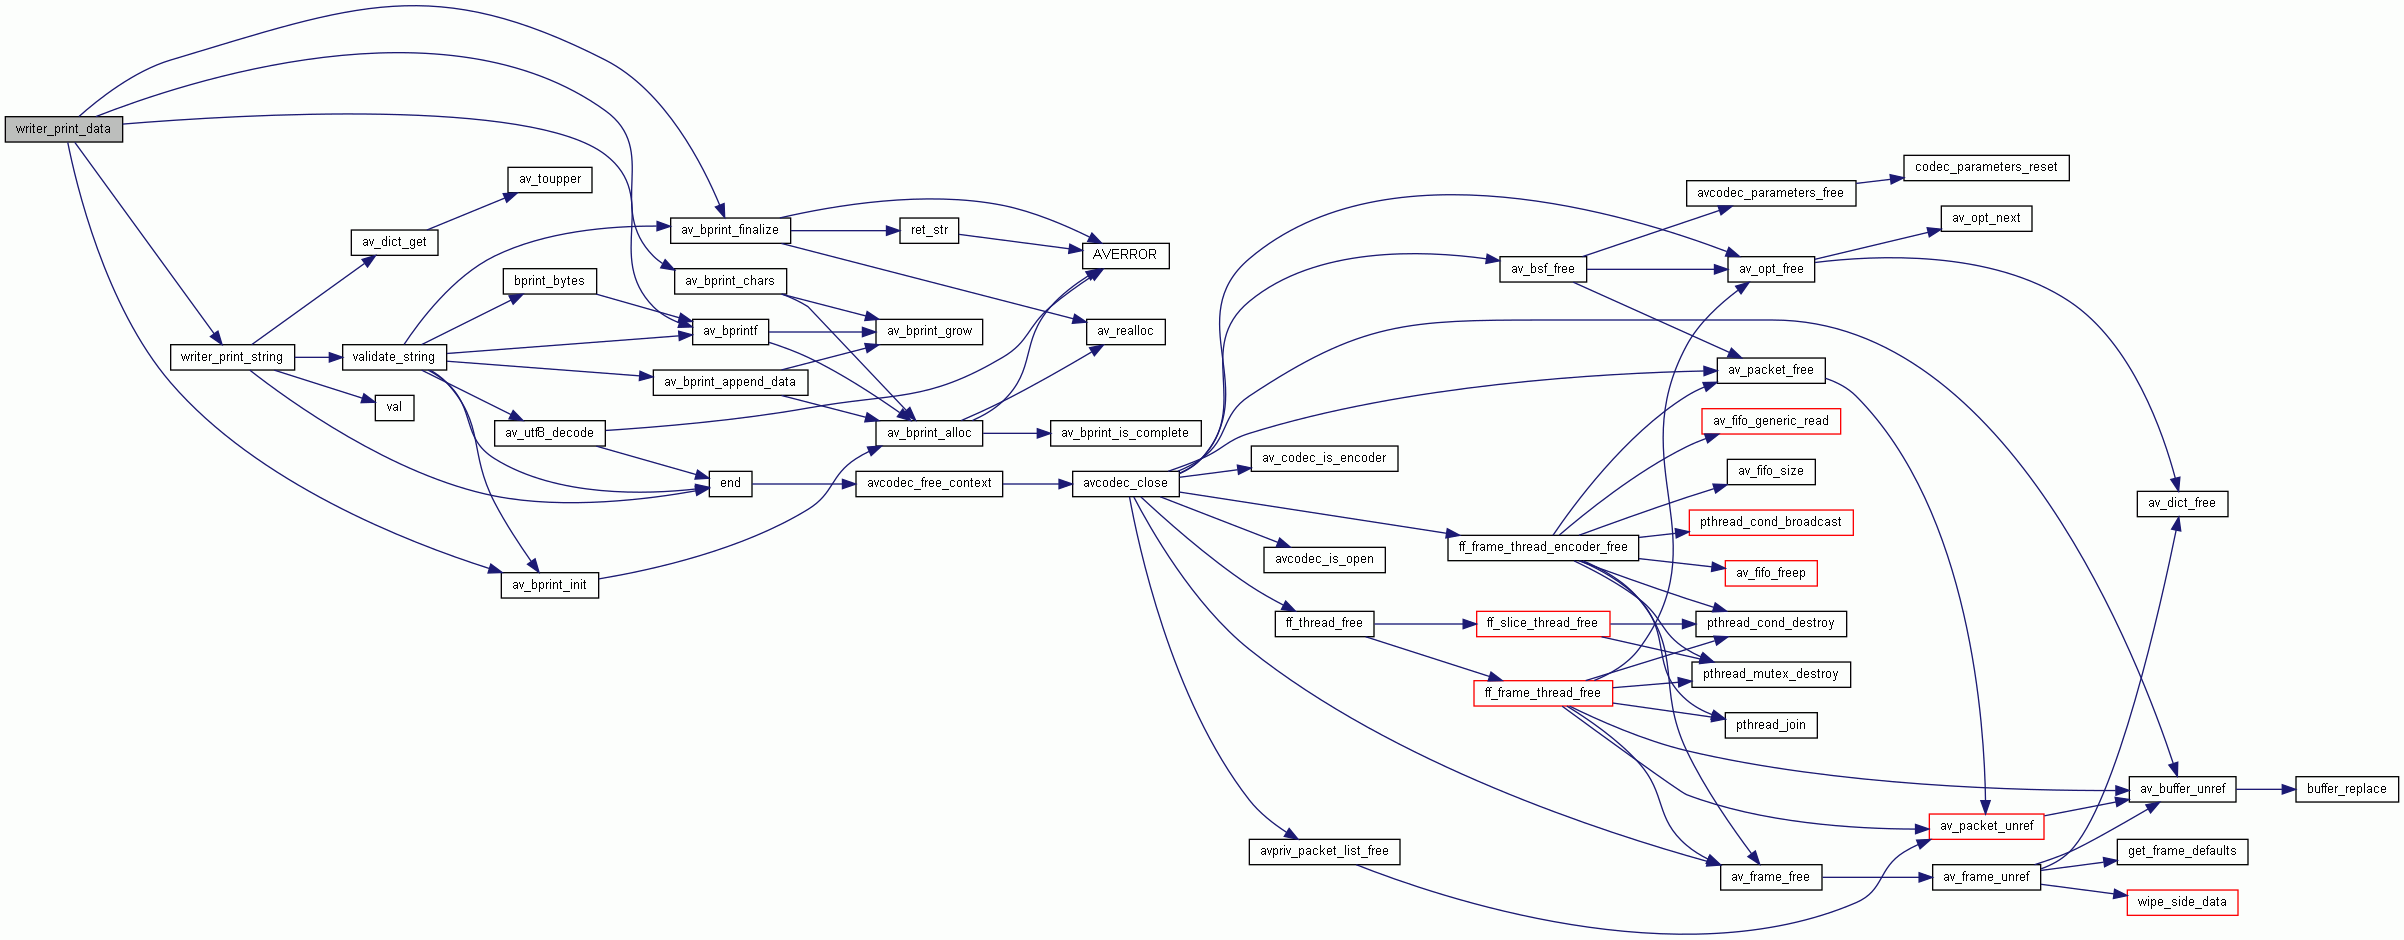 writer_print_data
writer_print_string
av_dict_get
validate_string
val
av_toupper
bprint_bytes
av_utf8_decode
av_bprint_init
av_bprint_finalize
av_bprint_chars
av_bprintf
av_bprint_append_data
end
ret_str
av_bprint_grow
av_bprint_alloc
avcodec_free_context
AVERROR
av_realloc
av_bprint_is_complete
avcodec_close
av_codec_is_encoder
avcodec_is_open
ff_thread_free
avpriv_packet_list_free
av_bsf_free
ff_frame_thread_encoder_free
ff_slice_thread_free
ff_frame_thread_free
avcodec_parameters_free
av_opt_free
av_packet_free
av_fifo_generic_read
av_fifo_size
pthread_cond_broadcast
av_fifo_freep
pthread_cond_destroy
pthread_mutex_destroy
pthread_join
av_frame_free
codec_parameters_reset
av_opt_next
av_packet_unref
av_frame_unref
av_dict_free
av_buffer_unref
get_frame_defaults
wipe_side_data
buffer_replace